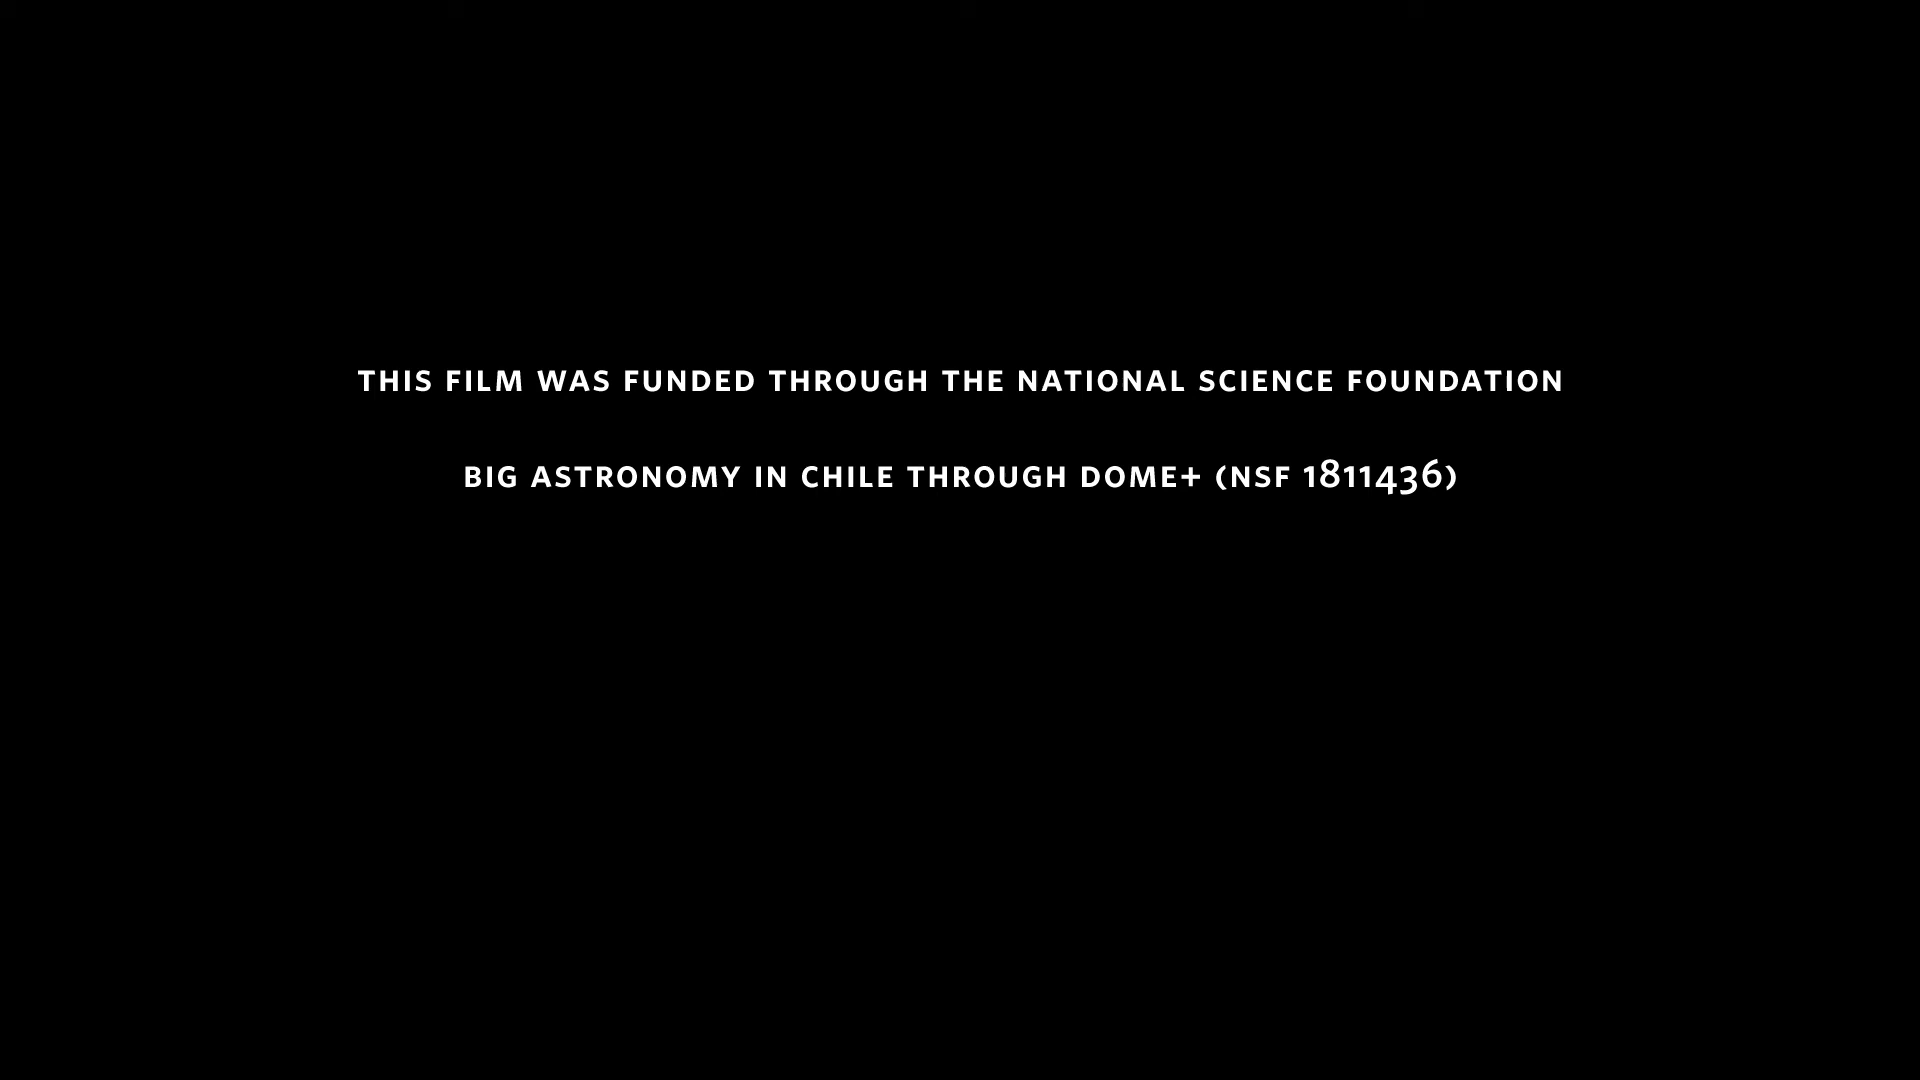 THIS FILM WAS FUNDED THROUGH THE NATIONAL SCIENCE FOUNDATION
BIG ASTRONOMY IN CHILE THROUGH DOME+ (NSF 1811436)